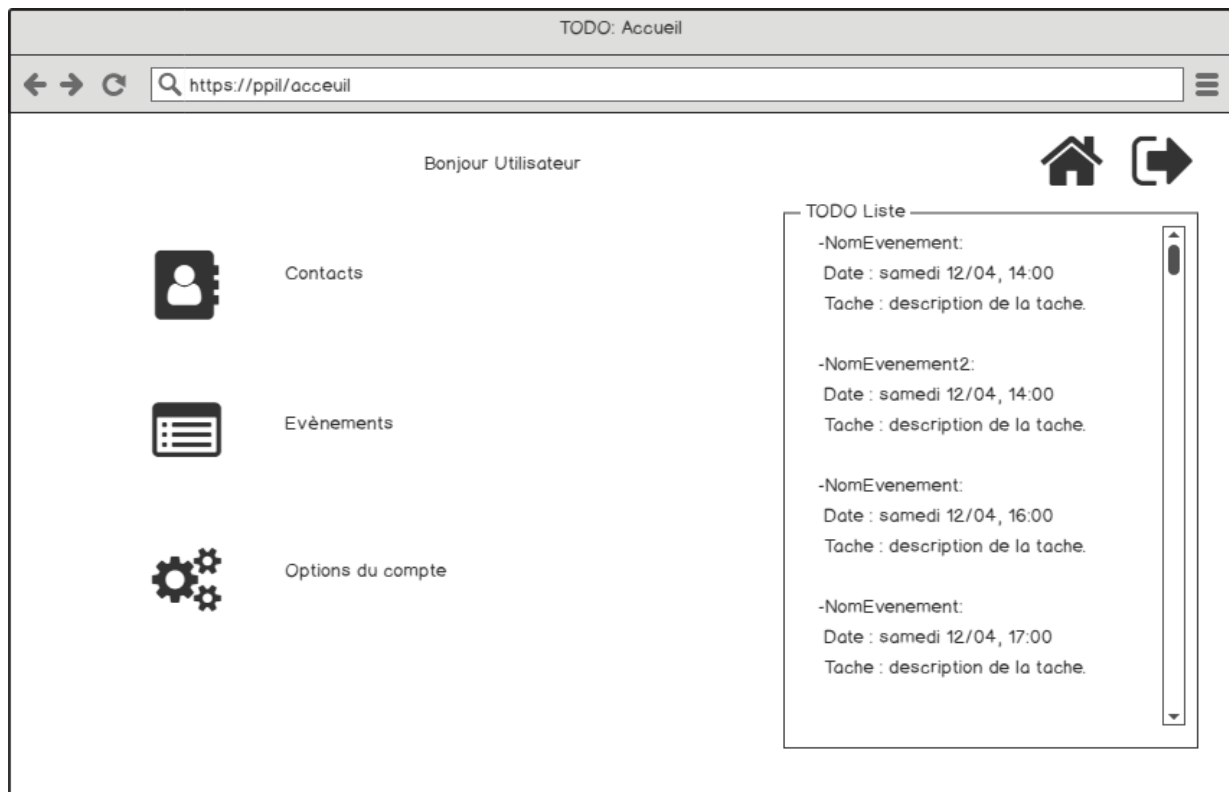 TODO: Accueil
https://ppil/acceuil
Bonjour Utilisateur
Contacts
Evènements
Options du compte
TODO Liste
-NomEvenement:
Date : samedi 12/04, 14:00
Tache : description de la tache.
-NomEvenement2:
Date : samedi 12/04, 14:00
Tache : description de la tache.
-NomEvenement:
Date : samedi 12/04, 16:00
Tache : description de la tache.
-NomEvenement:
Date : samedi 12/04, 17:00
Tache : description de la tache.